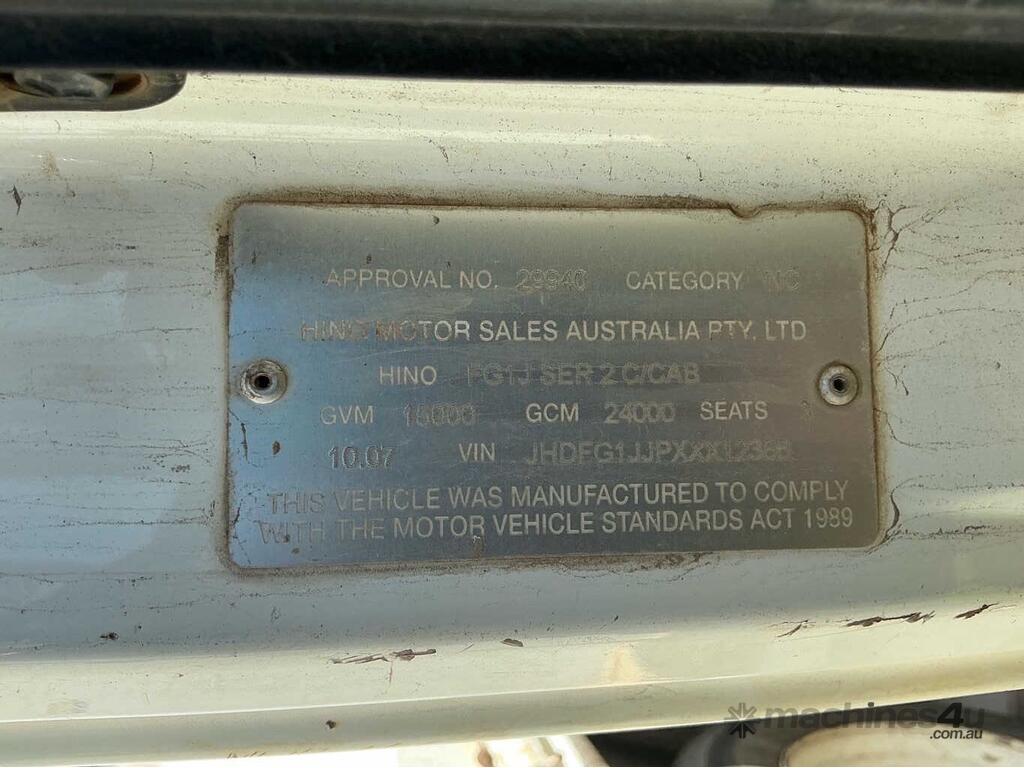 APPROVAL NO. 29940 CATEGORY NC
HINO MOTOR SALES AUSTRALIA PTY. LTD
HINO FG1J SER 2 C/CAB
GVM 15000 GCM 24000 SEATS
10.07 VIN
THIS VEHICLE WAS MANUFACTURED TO COMPLY
WITH THE MOTOR VEHICLE STANDARDS ACT 1989
machines4u
.com.au